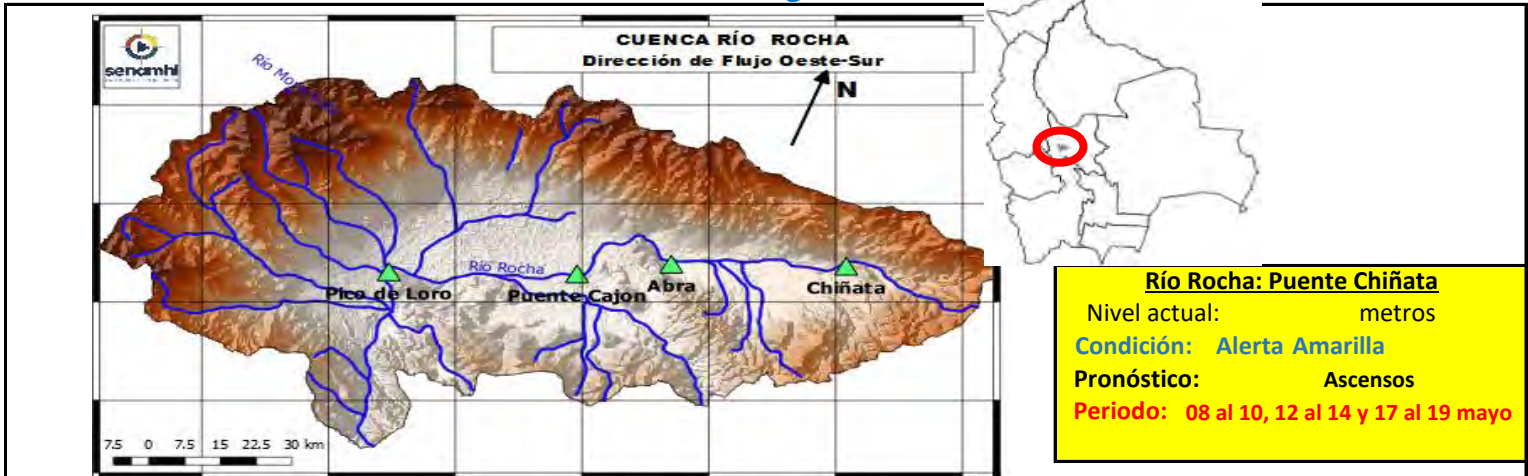 senamhi
CUENCA RÍO ROCHA
Dirección de Flujo Oeste-Sur
N
Río Rocha
Pico de Loro
Puente Cajon
Abra
Chiñata
7.5 0 7.5 15 22.5 30 km
Río Rocha: Puente Chiñata
Nivel actual: metros
Condición: Alerta Amarilla
Pronóstico: Ascensos
Periodo: 08 al 10, 12 al 14 y 17 al 19 mayo